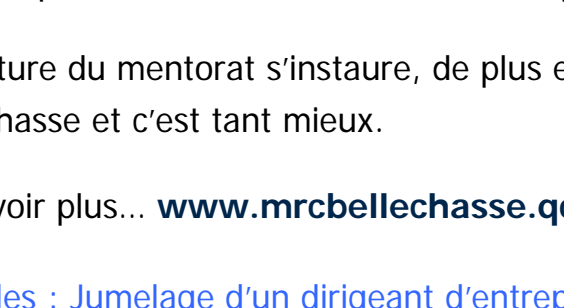 ture du mentorat s'instaure, de plus e
hasse et c'est tant mieux.
voir plus... www.mrcbellechasse.q
les : Jumelage d'un dirigeant d'entrep